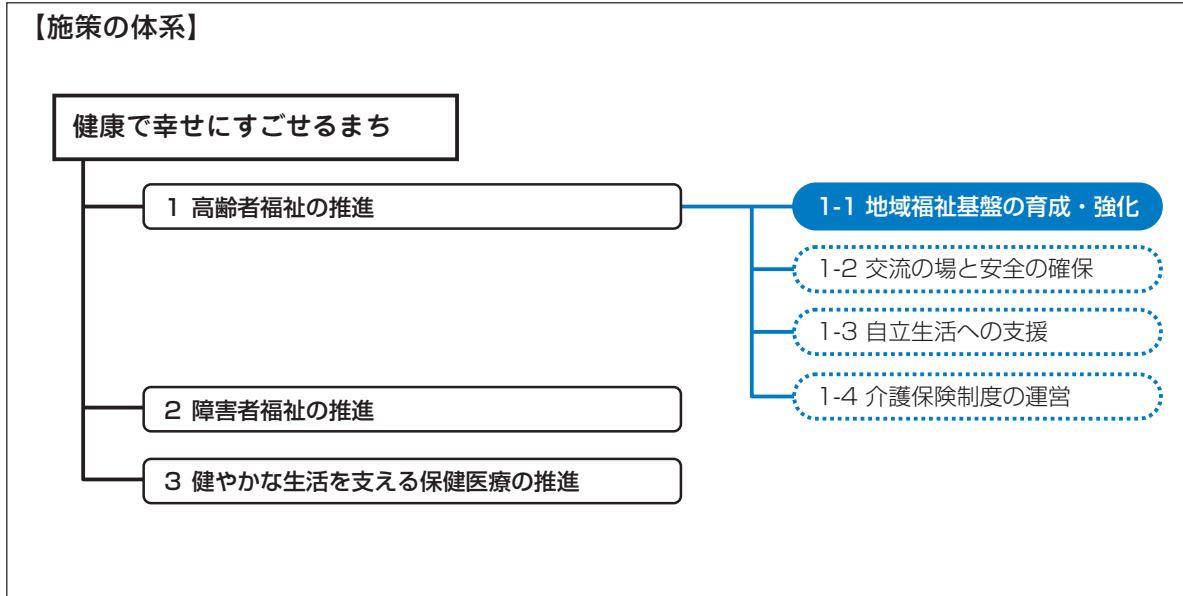 【施策の体系】
健康で幸せにすごせるまち
1 高齢者福祉の推進
1-1 地域福祉基盤の育成・強化
1-2 交流の場と安全の確保
1-3 自立生活への支援
1-4 介護保険制度の運営
2 障害者福祉の推進
3 健やかな生活を支える保健医療の推進